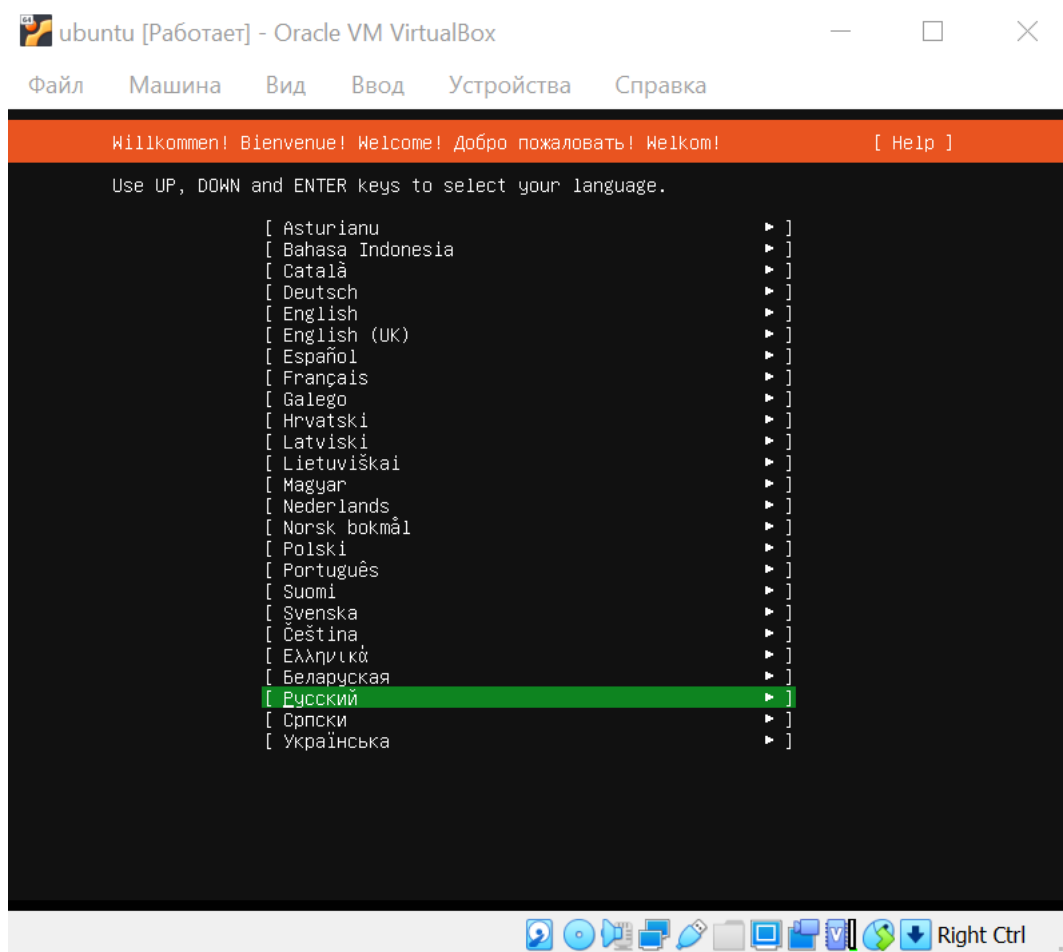 ubuntu [Работает] - Oracle VM VirtualBox
Файл Машина Вид Ввод Устройства Справка
Willkommen! Bienvenue! Welcome! Добро пожаловать! Welkom! [ Help ]
Use UP, DOWN and ENTER keys to select your language.
[ Asturianu ► ]
[ Bahasa Indonesia ► ]
[ Català ► ]
[ Deutsch ► ]
[ English ► ]
[ English (UK) ► ]
[ Español ► ]
[ Français ► ]
[ Galego ► ]
[ Hrvatski ► ]
[ Latviski ► ]
[ Lietuviškai ► ]
[ Magyar ► ]
[ Nederlands ► ]
[ Norsk bokmål ► ]
[ Polski ► ]
[ Português ► ]
[ Suomi ► ]
[ Svenska ► ]
[ Čeština ► ]
[ Ελληνικά ► ]
[ Беларуская ► ]
[ Русский ► ]
[ Српски ► ]
[ Українська ► ]
Right Ctrl